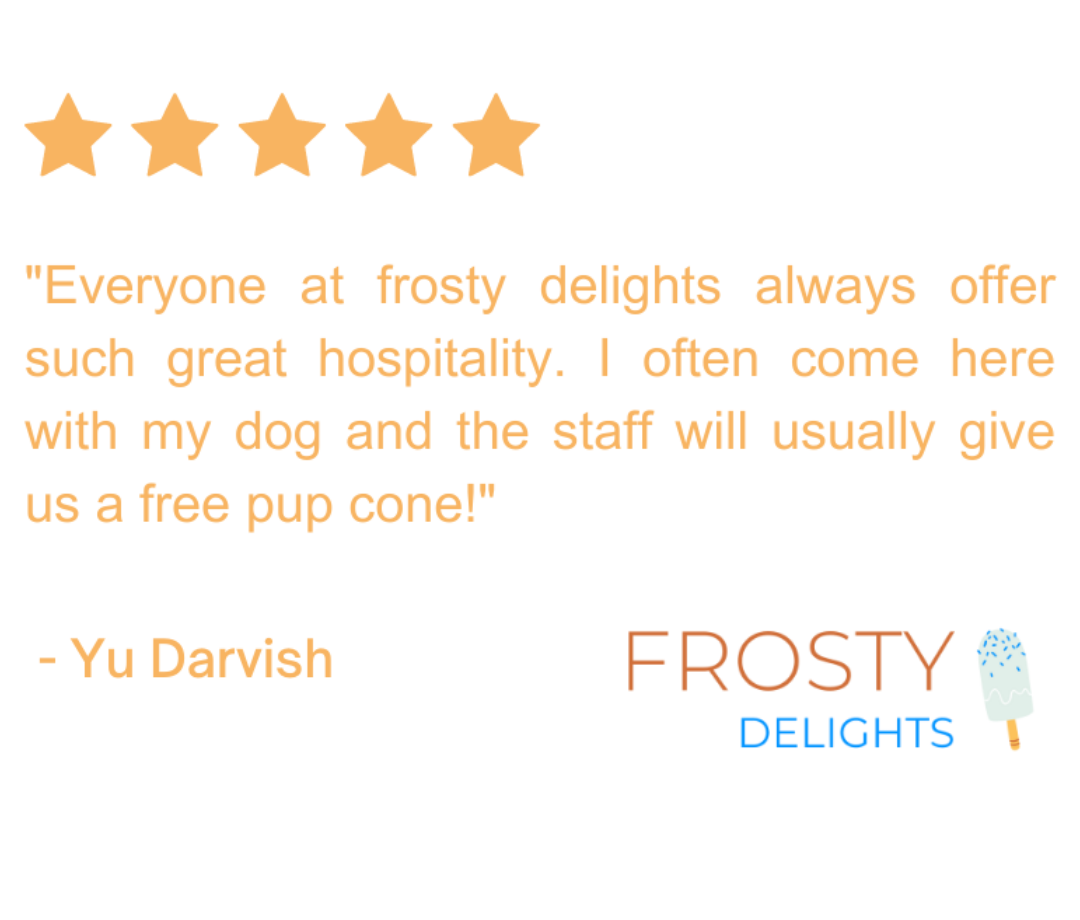 "Everyone at frosty delights always offer
such great hospitality. I often come here
with my dog and the staff will usually give
us a free pup cone!"
- Yu Darvish
FROSTY
DELIGHTS